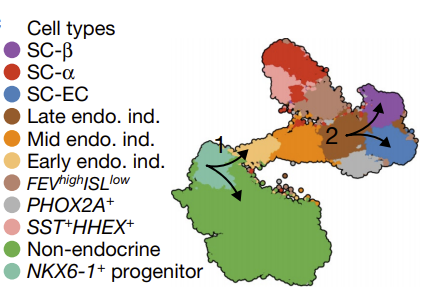 Cell types
SC-β
SC-α
SC-EC
Late endo. ind.
Mid endo. ind.
Early endo. ind.
FEVhighISLlow
PHOX2A+
SST+HHEX+
Non-endocrine
NKX6-1+ progenitor
1
2